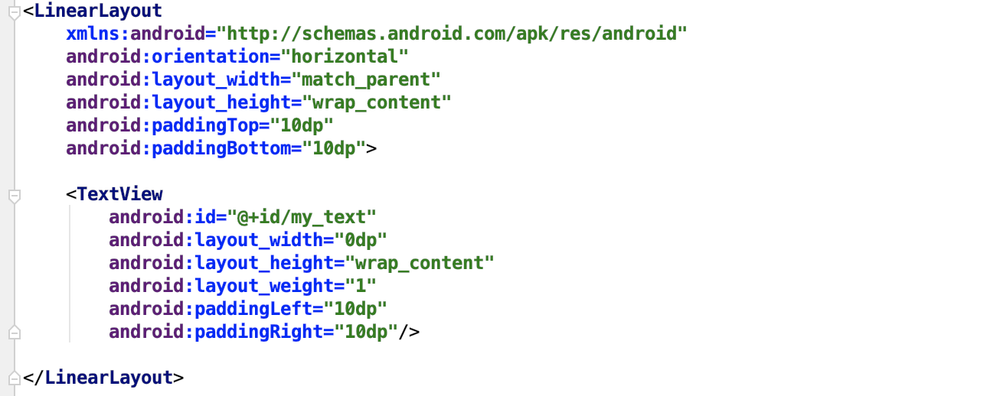 <LinearLayout
xmlns:android="http://schemas.android.com/apk/res/android"
android:orientation="horizontal"
android:layout_width="match_parent"
android:layout_height="wrap_content"
android:paddingTop="10dp"
android:paddingBottom="10dp">
<TextView
android:id="@+id/my_text"
android:layout_width="0dp"
android:layout_height="wrap_content"
android:layout_weight="1"
android:paddingLeft="10dp"
android:paddingRight="10dp"/>
</LinearLayout>